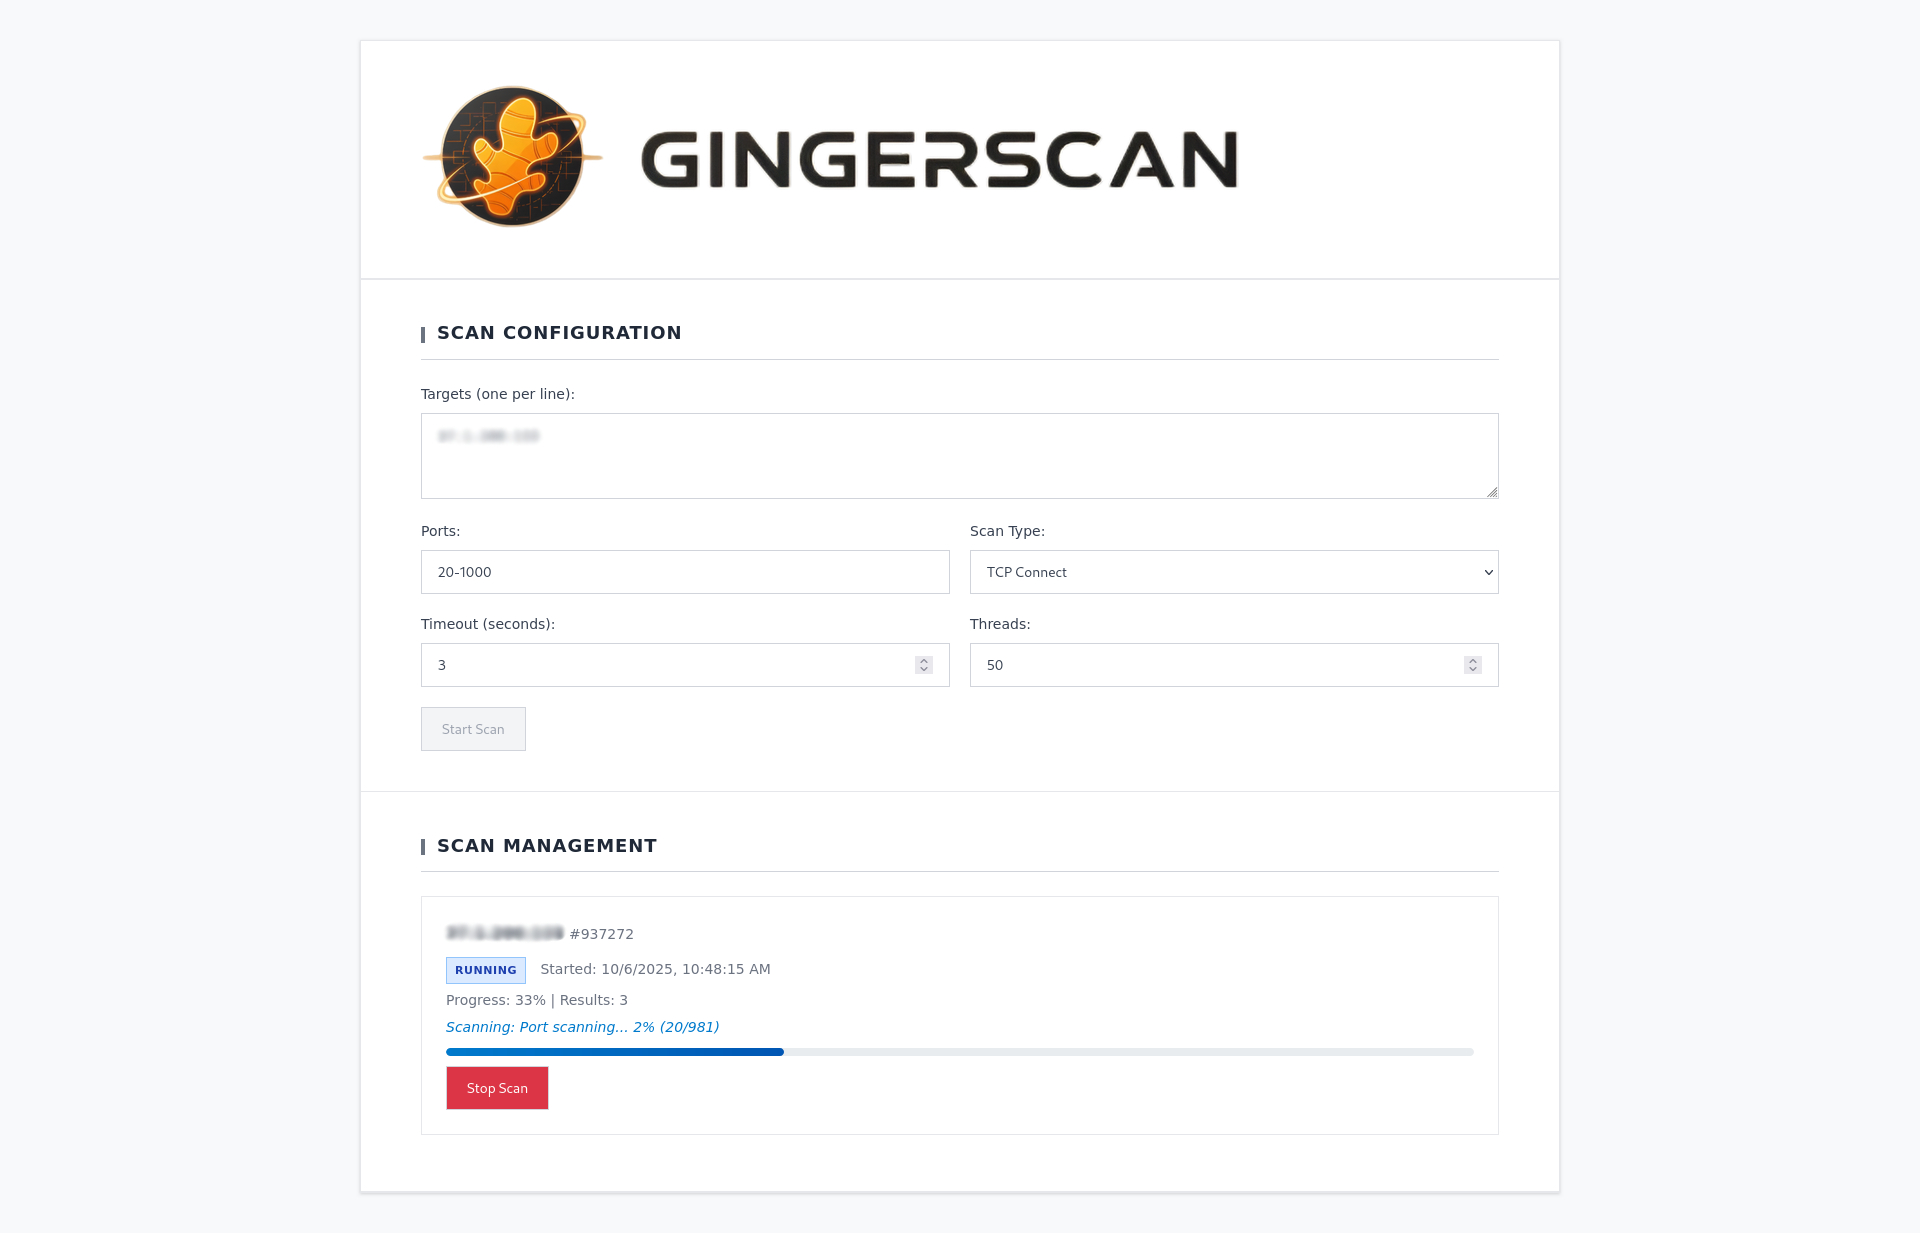 GINGERSCAN
SCAN CONFIGURATION
Targets (one per line):
Ports:
Scan Type:
20-1000
TCP Connect
Timeout (seconds):
Threads:
3
50
Start Scan
SCAN MANAGEMENT
#937272
RUNNING Started: 10/6/2025, 10:48:15 AM
Progress: 33% | Results: 3
Scanning: Port scanning... 2% (20/981)
Stop Scan